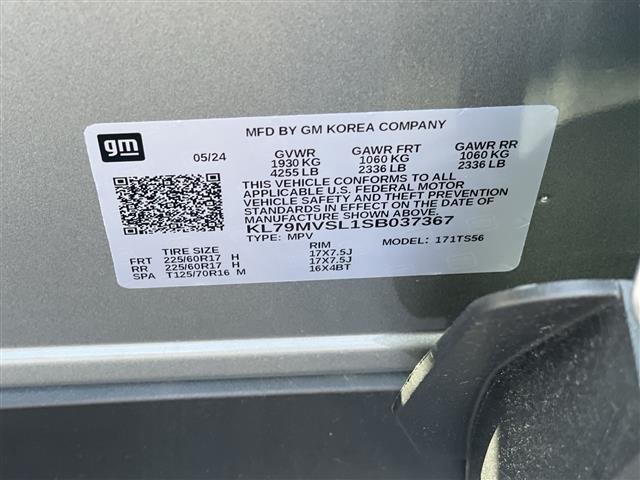 gm
MFD BY GM KOREA COMPANY
05/24 GVWR GAWR FRT GAWR RR
1930 KG 1060 KG 1060 KG
4255 LB 2336 LB 2336 LB
THIS VEHICLE CONFORMS TO ALL
APPLICABLE U.S. FEDERAL MOTOR
VEHICLE SAFETY AND THEFT PREVENTION
STANDARDS IN EFFECT ON THE DATE OF
MANUFACTURE SHOWN ABOVE.
KL79MVSL1SB037367
TYPE: MPV MODEL: 171TS56
TIRE SIZE RIM
FRT 225/60R17 H 17X7.5J
RR 225/60R17 H 17X7.5J
SPA T125/70R16 M 16X4BT